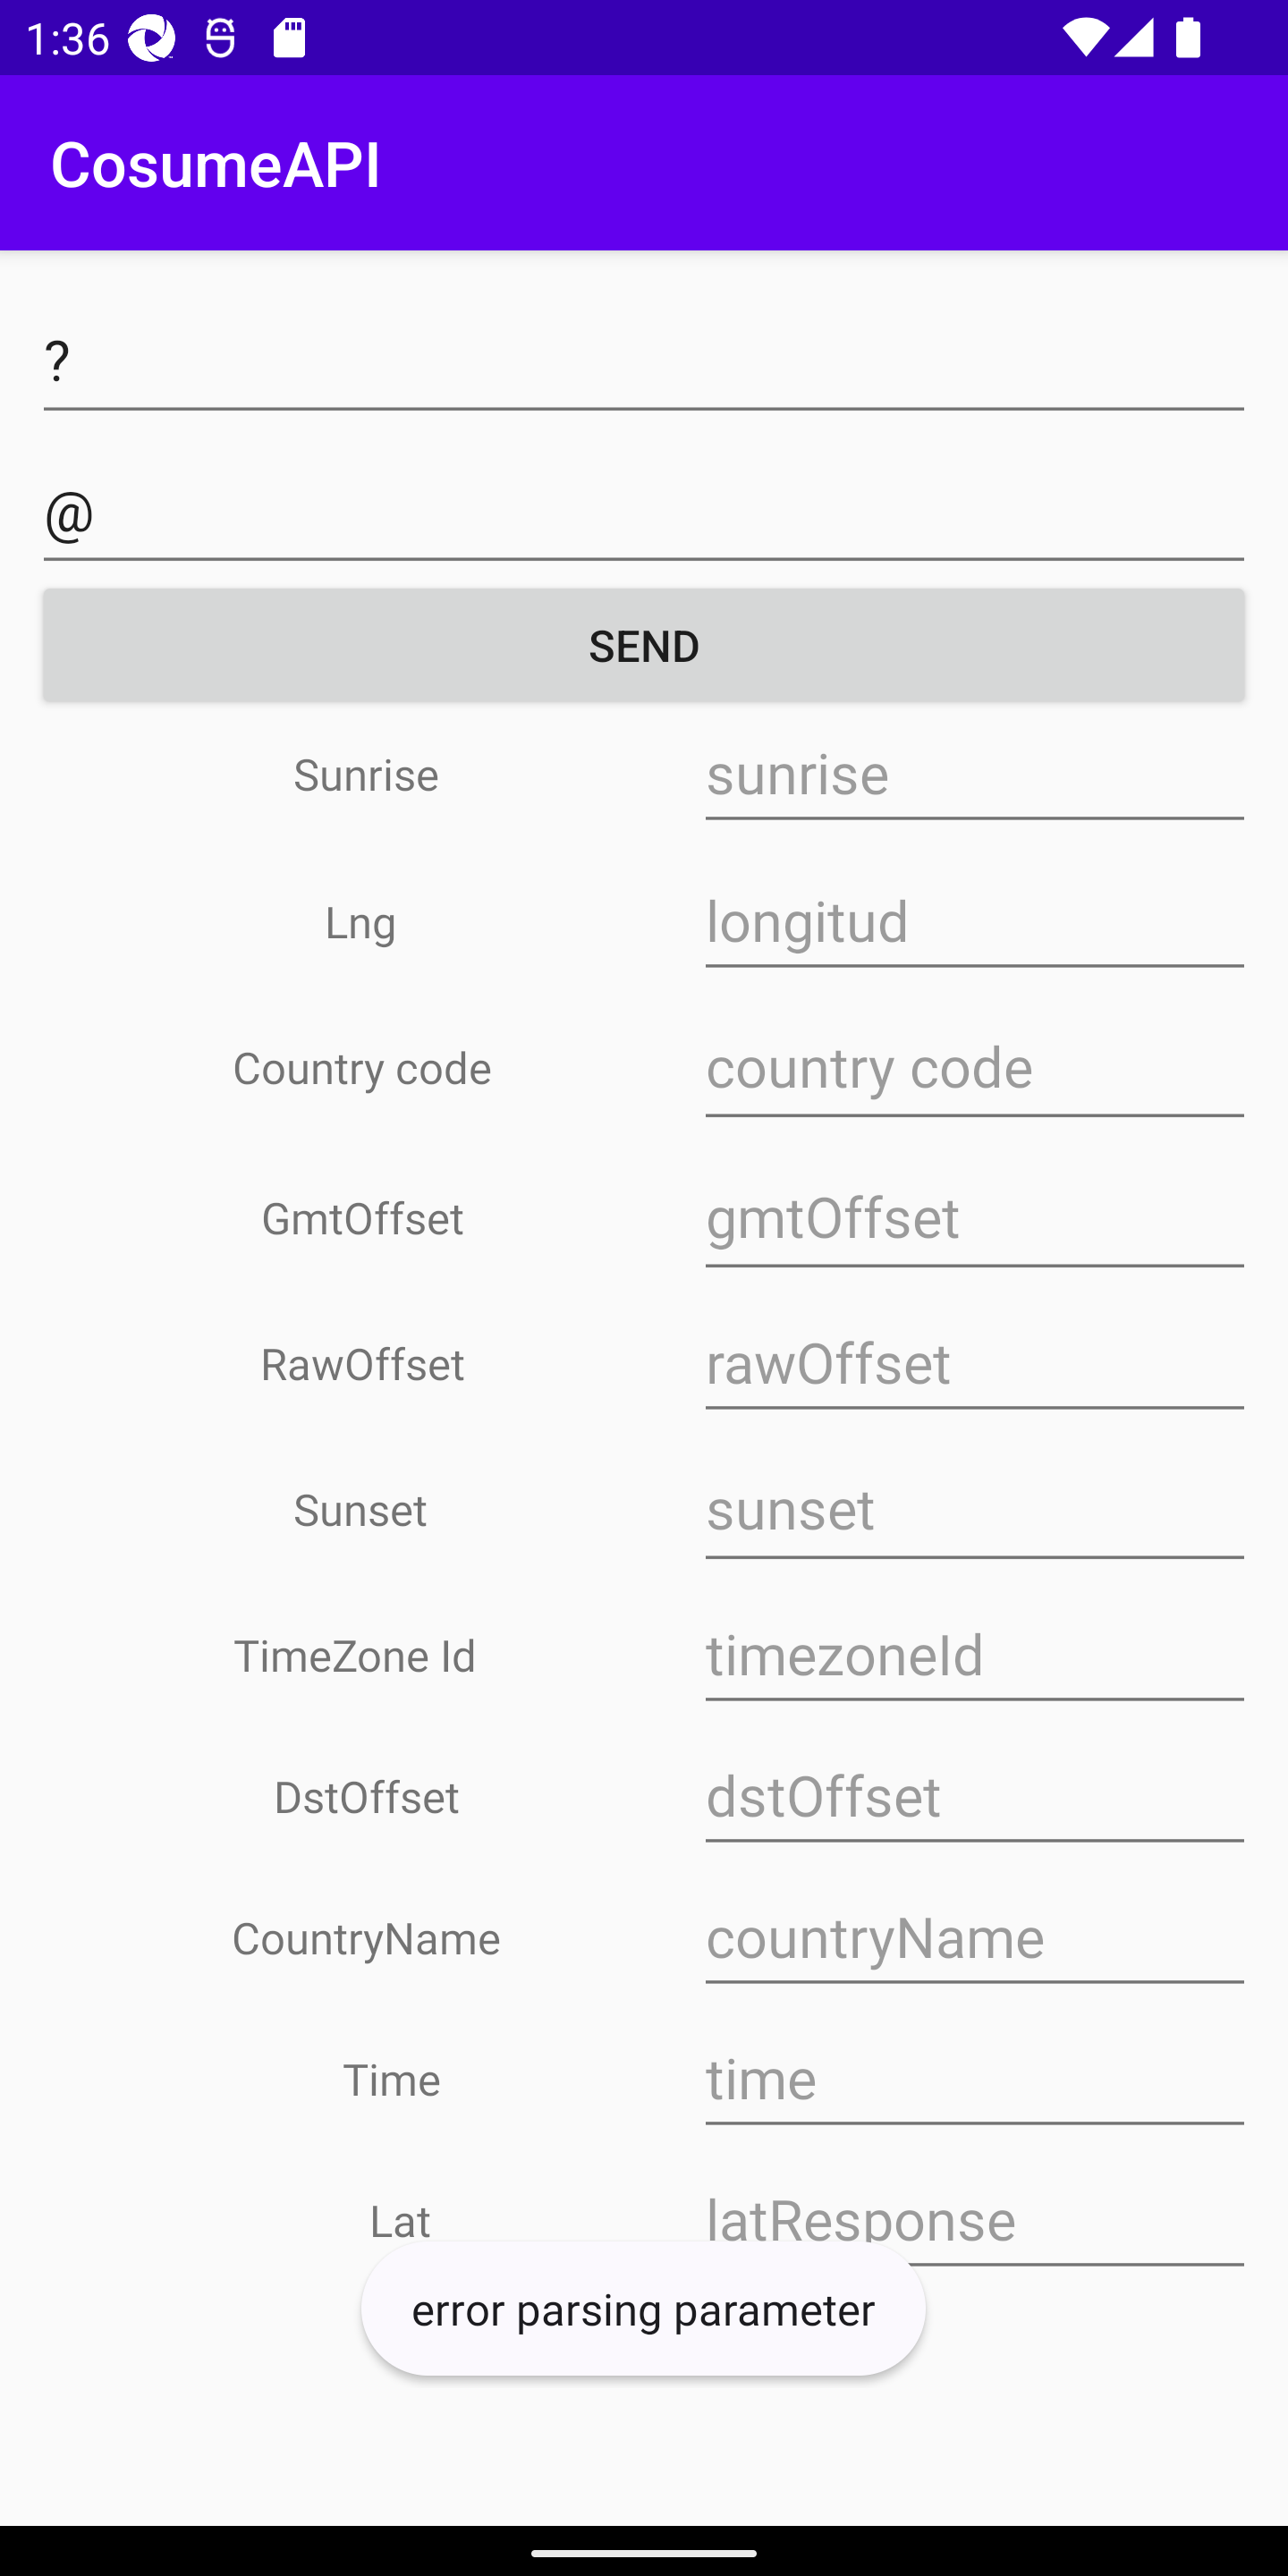 1:36
CosumeAPI
?
@
SEND
Sunrise sunrise
Lng longitud
Country code country code
GmtOffset gmtOffset
RawOffset rawOffset
Sunset sunset
TimeZone Id timezoneId
DstOffset dstOffset
CountryName countryName
Time time
Lat latResponse
error parsing parameter